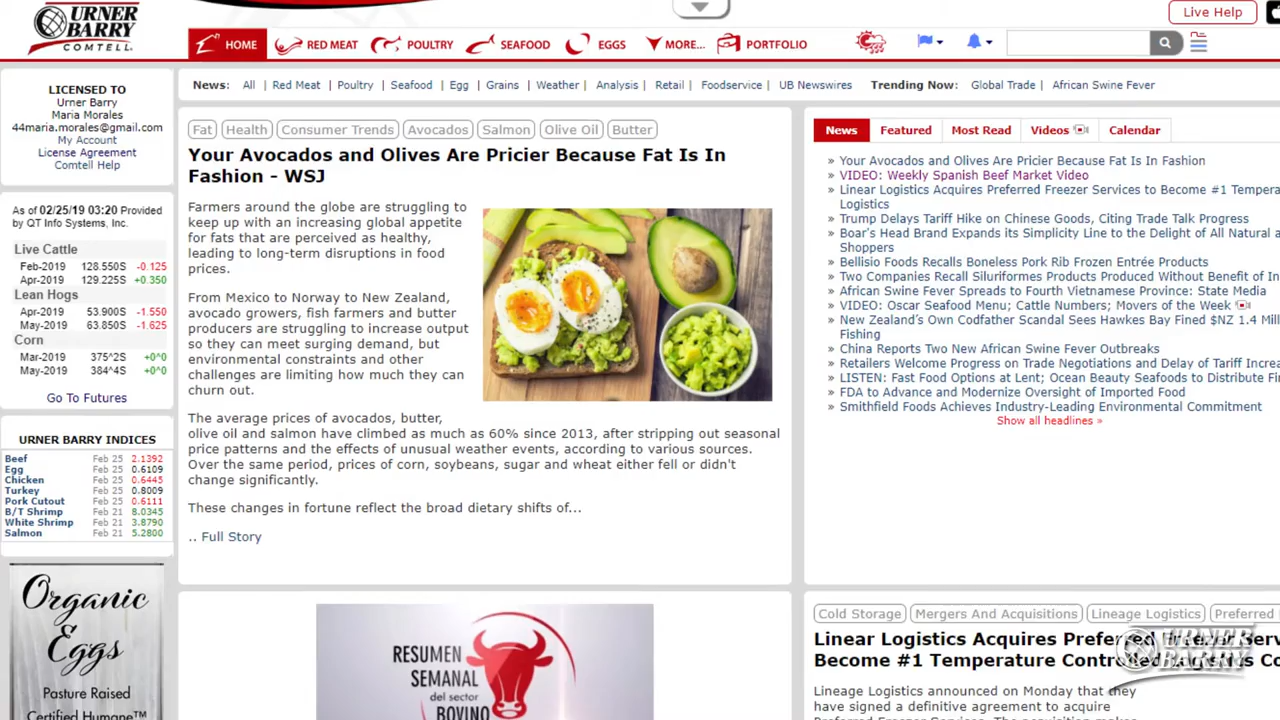 URNER
BARRY
COMTELL
HOME
RED MEAT
POULTRY
SEAFOOD
EGGS
MORE...
PORTFOLIO
Live Help
News: All | Red Meat | Poultry | Seafood | Egg | Grains | Weather | Analysis | Retail | Foodservice | UB Newswires
Trending Now: Global Trade | African Swine Fever
LICENSED TO
Urner Barry
Maria Morales
44maria.morales@gmail.com
My Account
License Agreement
Comtell Help
As of 02/25/19 03:20 Provided
by QT Info Systems, Inc.
Live Cattle
Feb-2019 128.550S -0.125
Apr-2019 129.225S +0.350
Lean Hogs
Apr-2019 53.900S -1.550
May-2019 63.850S -1.625
Corn
Mar-2019 375^2S +0^0
May-2019 384^4S +0^0
Go To Futures
URNER BARRY INDICES
Beef Feb 25 2.1392
Egg Feb 25 0.6109
Chicken Feb 25 0.6445
Turkey Feb 25 0.8009
Pork Cutout Feb 25 0.6111
B/T Shrimp Feb 21 8.0345
White Shrimp Feb 21 3.8790
Salmon Feb 21 5.2800
Organic
Eggs
Pasture Raised
Certified Humane™
Fat Health Consumer Trends Avocados Salmon Olive Oil Butter
Your Avocados and Olives Are Pricier Because Fat Is In
Fashion - WSJ
Farmers around the globe are struggling to
keep up with an increasing global appetite
for fats that are perceived as healthy,
leading to long-term disruptions in food
prices.
From Mexico to Norway to New Zealand,
avocado growers, fish farmers and butter
producers are struggling to increase output
so they can meet surging demand, but
environmental constraints and other
challenges are limiting how much they can
churn out.
The average prices of avocados, butter,
olive oil and salmon have climbed as much as 60% since 2013, after stripping out seasonal
price patterns and the effects of unusual weather events, according to various sources.
Over the same period, prices of corn, soybeans, sugar and wheat either fell or didn't
change significantly.
These changes in fortune reflect the broad dietary shifts of...
.. Full Story
RESUMEN
SEMANAL
del sector
BOVINO
News Featured Most Read Videos Calendar
» Your Avocados and Olives Are Pricier Because Fat Is In Fashion
» VIDEO: Weekly Spanish Beef Market Video
» Linear Logistics Acquires Preferred Freezer Services to Become #1 Tempera
Logistics
» Trump Delays Tariff Hike on Chinese Goods, Citing Trade Talk Progress
» Boar's Head Brand Expands its Simplicity Line to the Delight of All Natural a
Shoppers
» Bellisio Foods Recalls Boneless Pork Rib Frozen Entrée Products
» Two Companies Recall Siluriformes Products Produced Without Benefit of In
» African Swine Fever Spreads to Fourth Vietnamese Province: State Media
» VIDEO: Oscar Seafood Menu; Cattle Numbers; Movers of the Week
» New Zealand's Own Codfather Scandal Sees Hawkes Bay Fined $NZ 1.4 Mill
Fishing
» China Reports Two New African Swine Fever Outbreaks
» Retailers Welcome Progress on Trade Negotiations and Delay of Tariff Increa
» LISTEN: Fast Food Options at Lent; Ocean Beauty Seafoods to Distribute Fi
» FDA to Advance and Modernize Oversight of Imported Food
» Smithfield Foods Achieves Industry-Leading Environmental Commitment
Show all headlines »
Cold Storage Mergers And Acquisitions Lineage Logistics Preferred
Linear Logistics Acquires Preferred Freezer Serv
Become #1 Temperature Controlled Logistics Co
Lineage Logistics announced on Monday that they
have signed a definitive agreement to acquire
URNER
BARRY